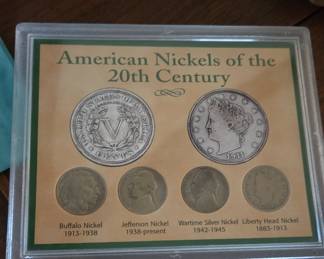 American Nickels of the
20th Century
V
Buffalo Nickel
1913-1938
Jefferson Nickel
1938-present
Wartime Silver Nickel
1942-1945
Liberty Head Nickel
1883-1913